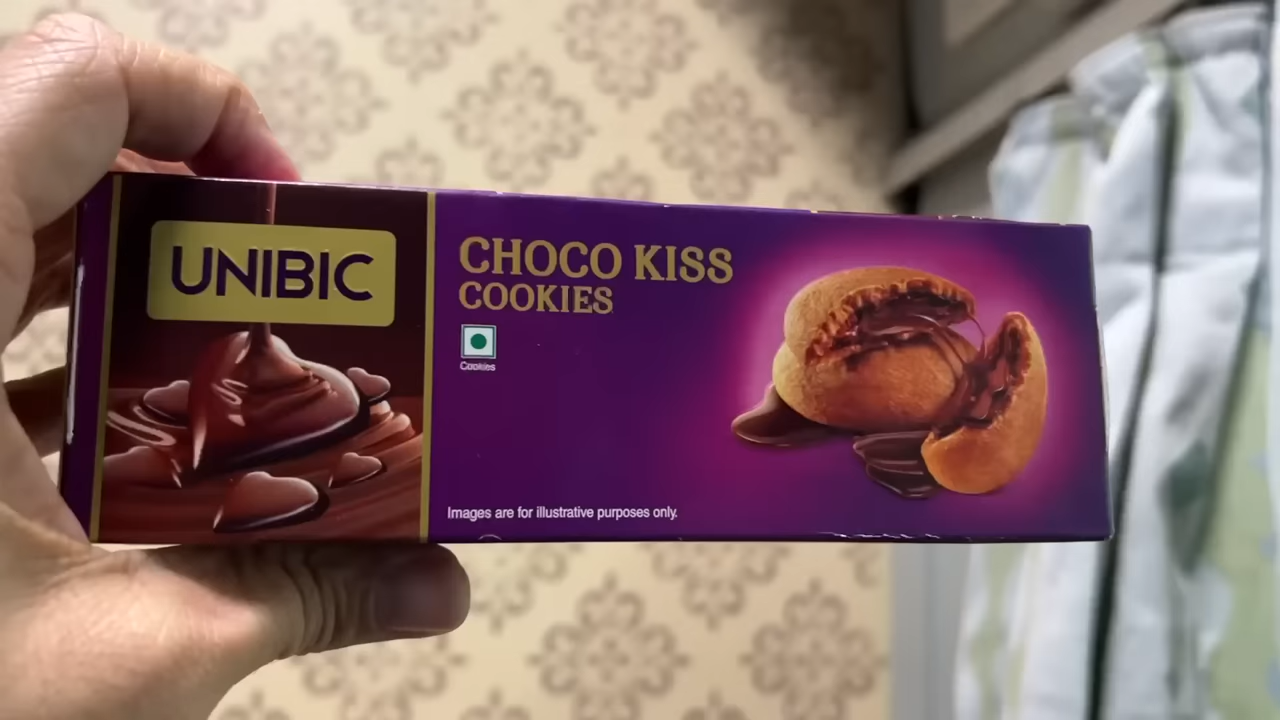 UNIBIC
CHOCO KISS
COOKIES
Cookies
Images are for illustrative purposes only.